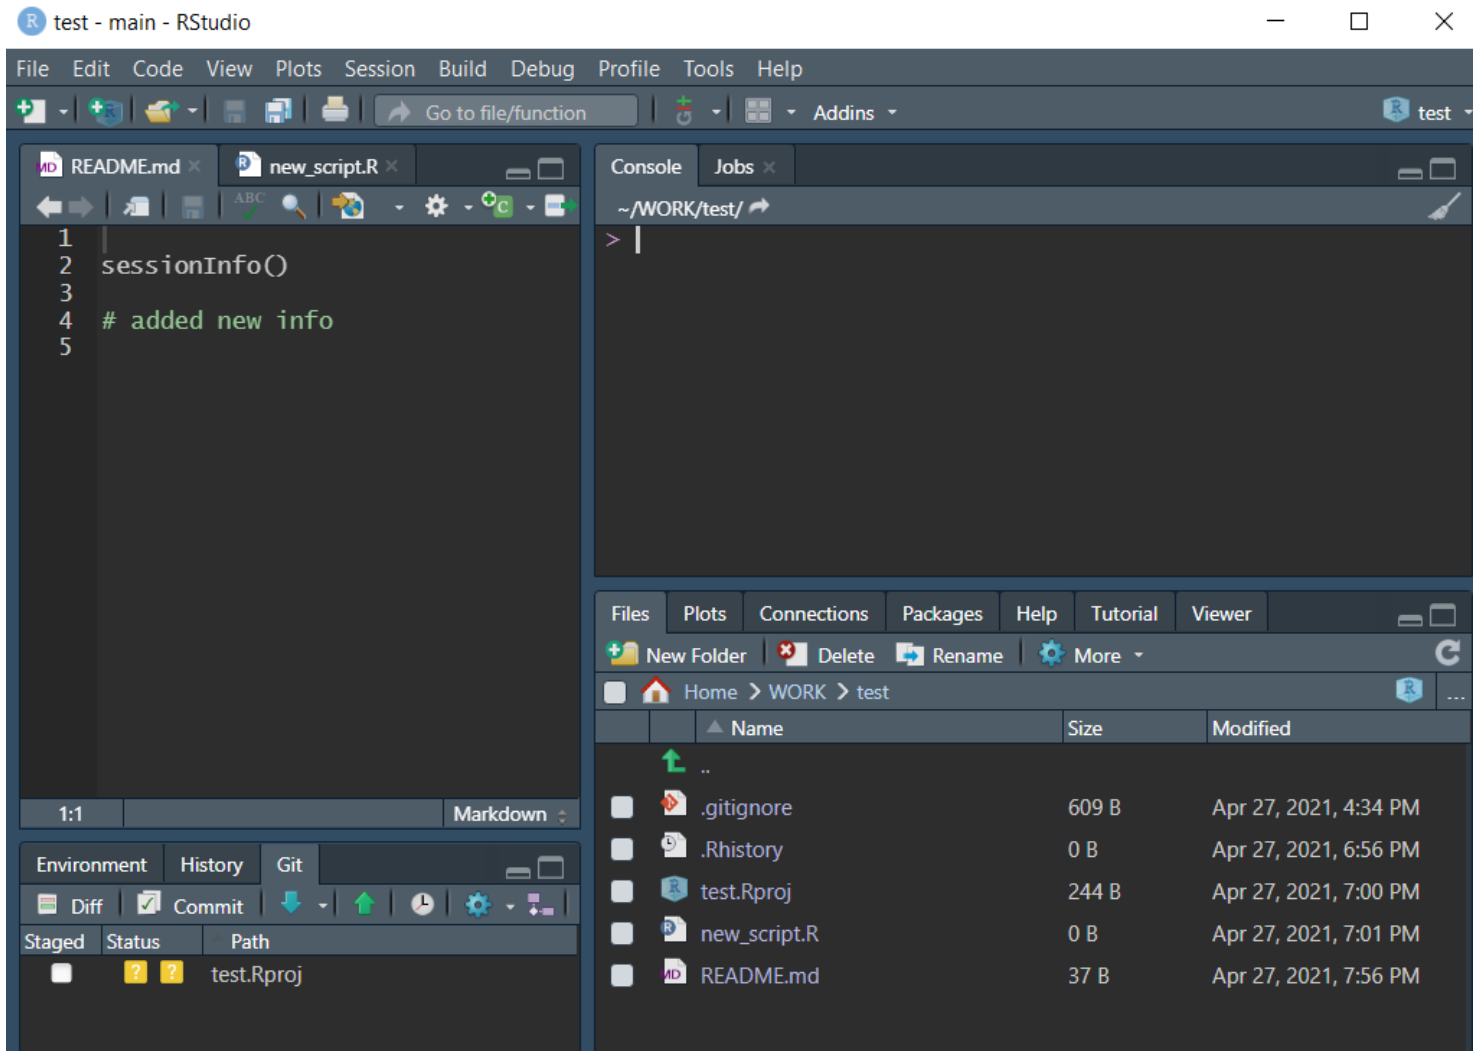 test - main - RStudio
File Edit Code View Plots Session Build Debug Profile Tools Help
Go to file/function Addins test
README.md new_script.R
ABC
1
2 sessionInfo()
3
4 # added new info
5
1:1 Markdown
Environment History Git
Diff Commit
Staged Status Path
? ? test.Rproj
Console Jobs
~/WORK/test/
>
Files Plots Connections Packages Help Tutorial Viewer
New Folder Delete Rename More
Home WORK test ...
Name Size Modified
..
.gitignore 609 B Apr 27, 2021, 4:34 PM
.Rhistory 0 B Apr 27, 2021, 6:56 PM
test.Rproj 244 B Apr 27, 2021, 7:00 PM
new_script.R 0 B Apr 27, 2021, 7:01 PM
README.md 37 B Apr 27, 2021, 7:56 PM